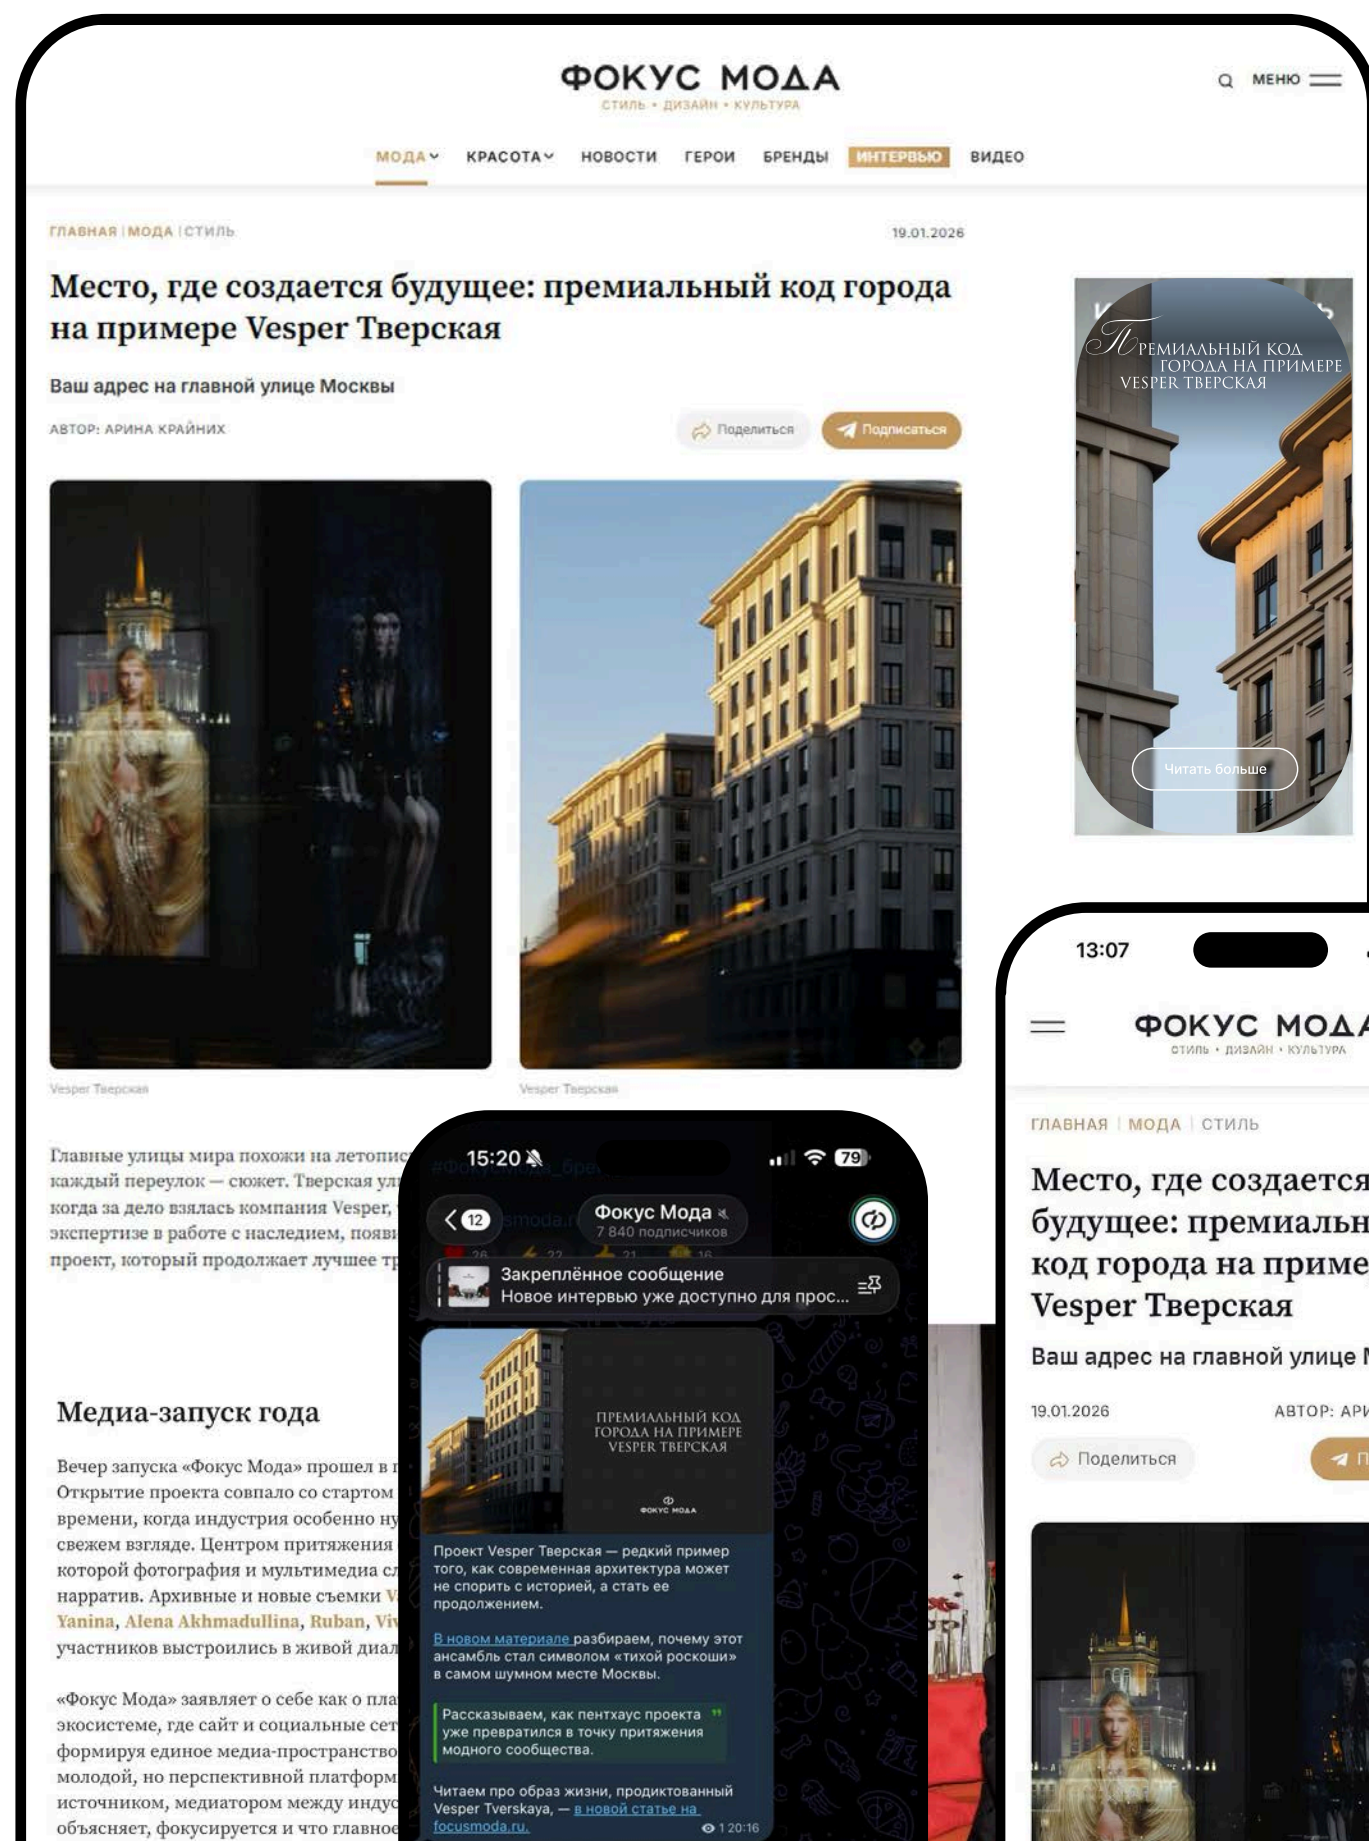 ФОКУС МОДА
СТИЛЬ • ДИЗАЙН • КУЛЬТУРА
МЕНЮ
МОДА КРАСОТА НОВОСТИ ГЕРОИ БРЕНДЫ ИНТЕРВЬЮ ВИДЕО
ГЛАВНАЯ | МОДА | СТИЛЬ
19.01.2026
Место, где создается будущее: премиальный код города
на примере Vesper Тверская
Ваш адрес на главной улице Москвы
АВТОР: АРИНА КРАЙНИХ
Поделиться
Подписаться
Vesper Тверская
Vesper Тверская
ПРЕМИАЛЬНЫЙ КОД
ГОРОДА НА ПРИМЕРЕ
VESPER ТВЕРСКАЯ
Читать больше
Главные улицы мира похожи на летопис
каждый переулок — сюжет. Тверская ул
когда за дело взялась компания Vesper,
экспертизе в работе с наследием, появи
проект, который продолжает лучшее тр
Медиа-запуск года
Вечер запуска «Фокус Мода» прошел в
Открытие проекта совпало со стартом
времени, когда индустрия особенно ну
свежем взгляде. Центром притяжения
которой фотография и мультимедиа сл
нарратив. Архивные и новые съемки
Yanina, Alena Akhmadullina, Ruban, Viv
участников выстроились в живой диал
«Фокус Мода» заявляет о себе как о пла
экосистеме, где сайт и социальные сет
формируя единое медиа-пространство
молодой, но перспективной платформ
источником, медиатором между индус
объясняет, фокусируется и что главное
15:20
79
12
Фокус Мода
7 840 подписчиков
26 22 21 16
Закреплённое сообщение
Новое интервью уже доступно для прос...
ПРЕМИАЛЬНЫЙ КОД
ГОРОДА НА ПРИМЕРЕ
VESPER ТВЕРСКАЯ
ФОКУС МОДА
Проект Vesper Тверская — редкий пример
того, как современная архитектура может
не спорить с историей, а стать ее
продолжением.
В новом материале разбираем, почему этот
ансамбль стал символом «тихой роскоши»
в самом шумном месте Москвы.
Рассказываем, как пентхаус проекта
уже превратился в точку притяжения
модного сообщества.
Читаем про образ жизни, продиктованный
Vesper Tverskaya, — в новой статье на
focusmoda.ru.
1 20:16
13:07
ФОКУС МОДА
СТИЛЬ • ДИЗАЙН • КУЛЬТУРА
ГЛАВНАЯ | МОДА | СТИЛЬ
Место, где создается
будущее: премиальн
код города на приме
Vesper Тверская
Ваш адрес на главной улице
19.01.2026
АВТОР: АРИ
Поделиться